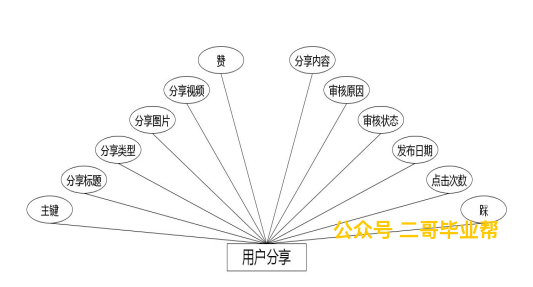 赞 分享内容
分享视频 审核原因
分享图片 审核状态
分享类型 发布日期
分享标题 点击次数
主键 踩
公众号 二哥毕业帮
用户分享